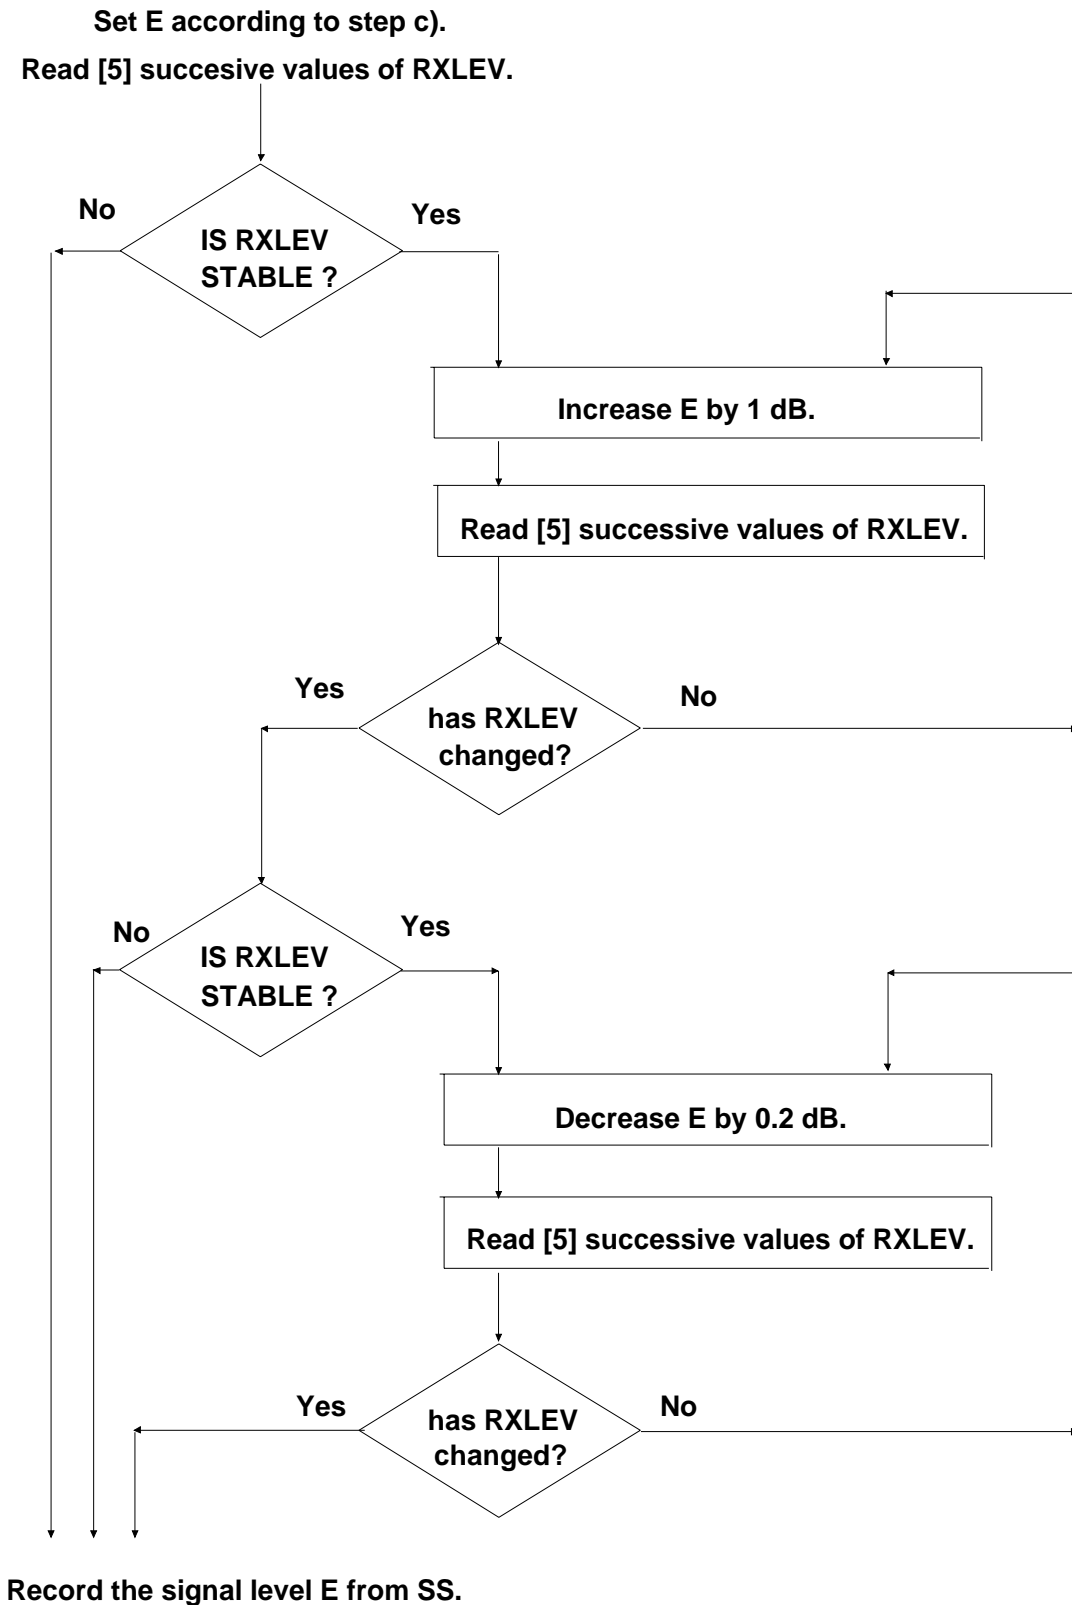 Set E according to step c).
Read [5] succesive values of RXLEV.
No
Yes
IS RXLEV
STABLE ?
Increase E by 1 dB.
Read [5] successive values of RXLEV.
Yes
No
has RXLEV
changed?
No
Yes
IS RXLEV
STABLE ?
Decrease E by 0.2 dB.
Read [5] successive values of RXLEV.
Yes
No
has RXLEV
changed?
Record the signal level E from SS.